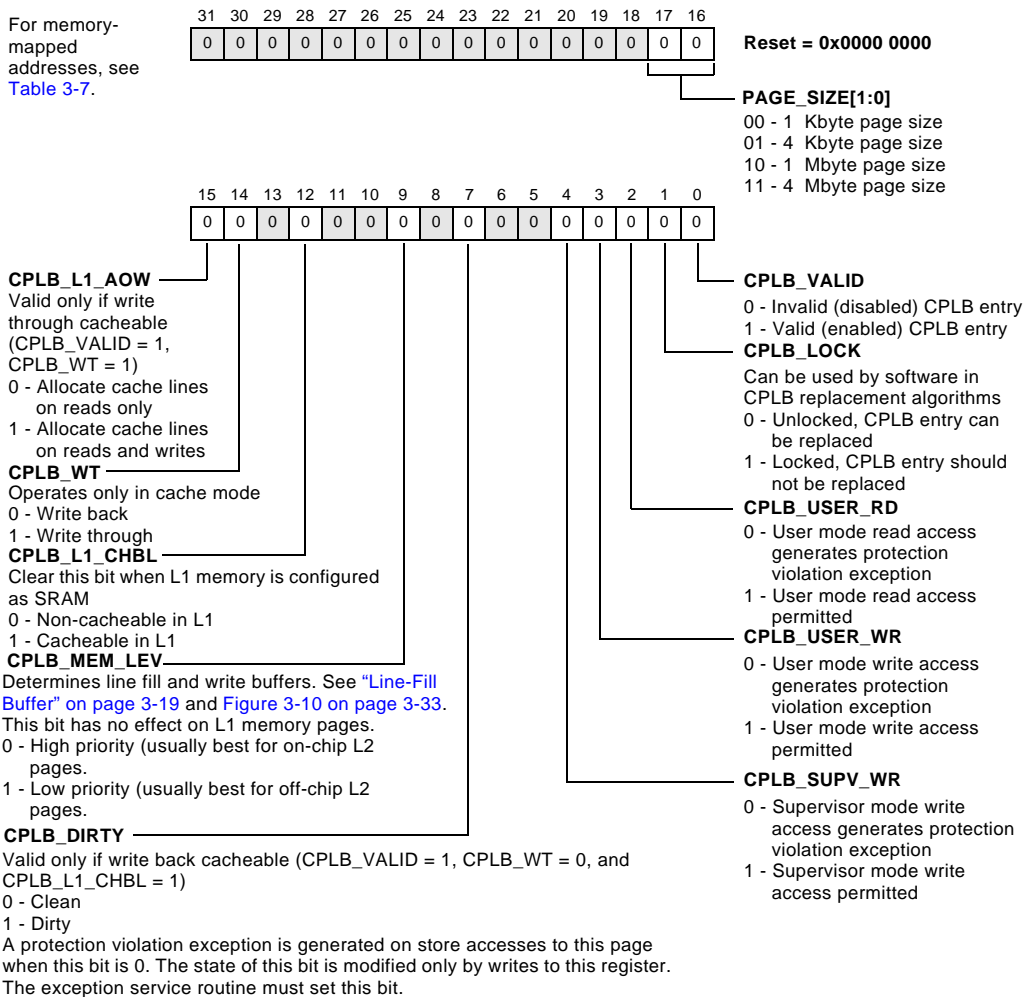 For memory-
mapped
addresses, see
Table 3-7.
31 30 29 28 27 26 25 24 23 22 21 20 19 18 17 16
0 0 0 0 0 0 0 0 0 0 0 0 0 0 0 0
Reset = 0x0000 0000
PAGE_SIZE[1:0]
00 - 1 Kbyte page size
01 - 4 Kbyte page size
10 - 1 Mbyte page size
11 - 4 Mbyte page size
15 14 13 12 11 10 9 8 7 6 5 4 3 2 1 0
0 0 0 0 0 0 0 0 0 0 0 0 0 0 0 0
CPLB_L1_AOW
Valid only if write
through cacheable
(CPLB_VALID = 1,
CPLB_WT = 1)
0 - Allocate cache lines
on reads only
1 - Allocate cache lines
on reads and writes
CPLB_WT
Operates only in cache mode
0 - Write back
1 - Write through
CPLB_L1_CHBL
Clear this bit when L1 memory is configured
as SRAM
0 - Non-cacheable in L1
1 - Cacheable in L1
CPLB_MEM_LEV
Determines line fill and write buffers. See “Line-Fill
Buffer” on page 3-19 and Figure 3-10 on page 3-33.
This bit has no effect on L1 memory pages.
0 - High priority (usually best for on-chip L2
pages.
1 - Low priority (usually best for off-chip L2
pages.
CPLB_DIRTY
Valid only if write back cacheable (CPLB_VALID = 1, CPLB_WT = 0, and
CPLB_L1_CHBL = 1)
0 - Clean
1 - Dirty
A protection violation exception is generated on store accesses to this page
when this bit is 0. The state of this bit is modified only by writes to this register.
The exception service routine must set this bit.
CPLB_VALID
0 - Invalid (disabled) CPLB entry
1 - Valid (enabled) CPLB entry
CPLB_LOCK
Can be used by software in
CPLB replacement algorithms
0 - Unlocked, CPLB entry can
be replaced
1 - Locked, CPLB entry should
not be replaced
CPLB_USER_RD
0 - User mode read access
generates protection
violation exception
1 - User mode read access
permitted
CPLB_USER_WR
0 - User mode write access
generates protection
violation exception
1 - User mode write access
permitted
CPLB_SUPV_WR
0 - Supervisor mode write
access generates protection
violation exception
1 - Supervisor mode write
access permitted